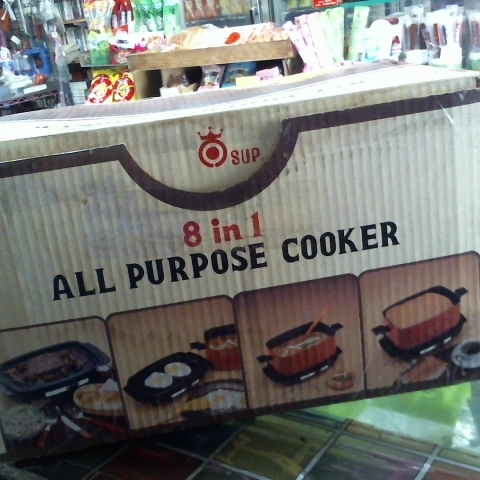 SUP
8 in 1
ALL PURPOSE COOKER